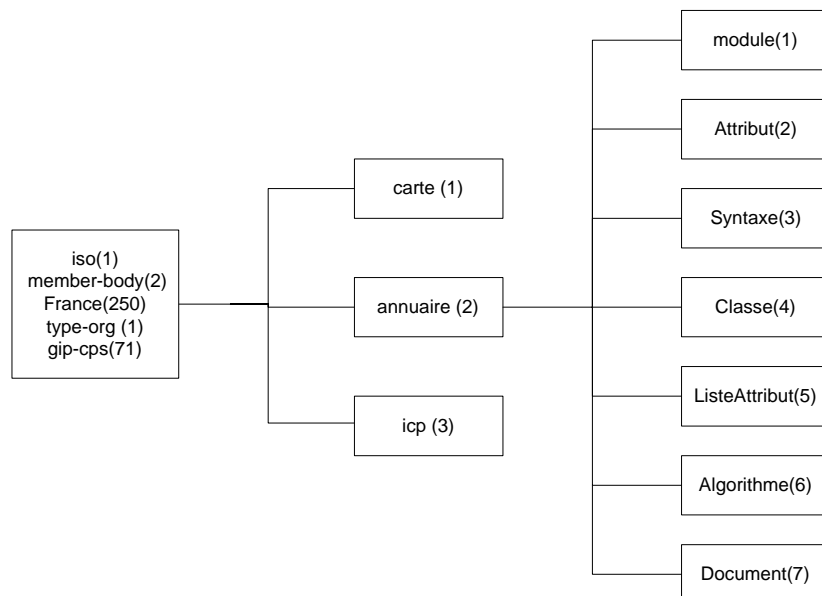 iso(1)
member-body(2)
France(250)
type-org (1)
gip-cps(71)
carte (1)
annuaire (2)
icp (3)
module(1)
Attribut(2)
Syntaxe(3)
Classe(4)
ListeAttribut(5)
Algorithme(6)
Document(7)